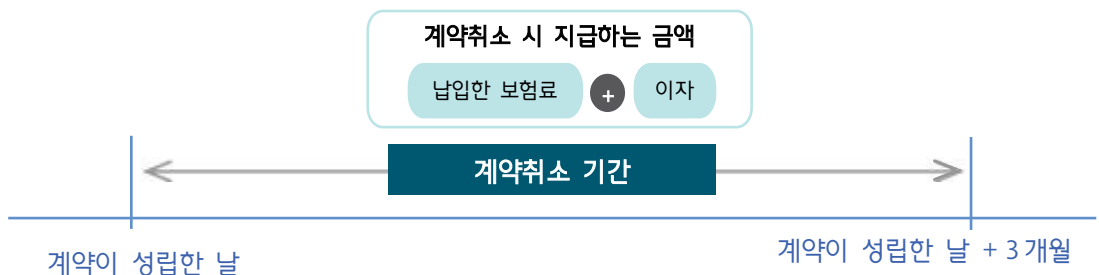 계약취소 시 지급하는 금액
납입한 보험료 + 이자
계약취소 기간
계약이 성립한 날
계약이 성립한 날 + 3개월